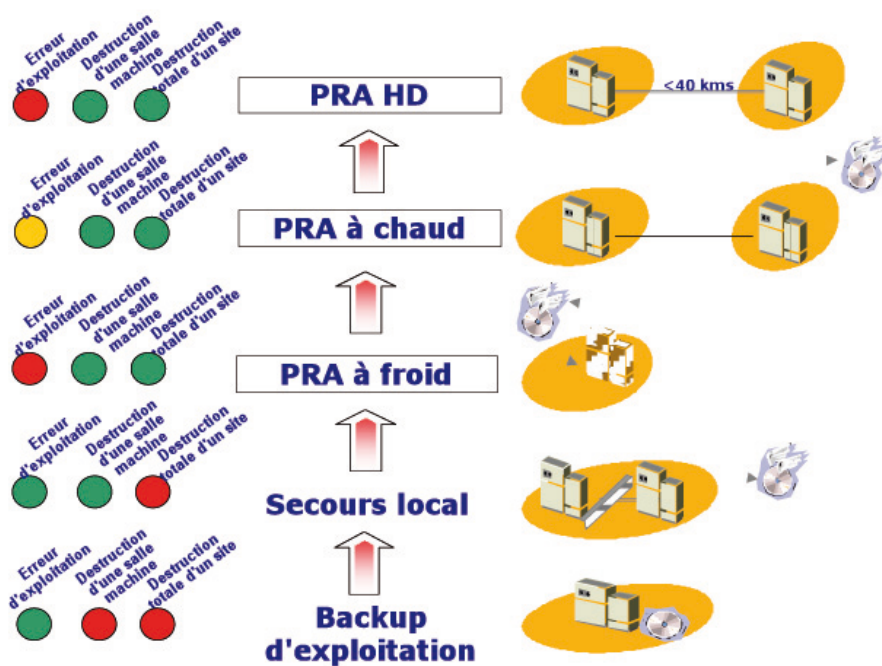 Erreur
d'exploitation
Destruction
d'une salle
machine
Destruction
totale d'un site
PRA HD
<40 kms
Erreur
d'exploitation
Destruction
d'une salle
machine
Destruction
totale d'un site
PRA à chaud
Erreur
d'exploitation
Destruction
d'une salle
machine
Destruction
totale d'un site
PRA à froid
Erreur
d'exploitation
Destruction
d'une salle
machine
Destruction
totale d'un site
Secours local
Erreur
d'exploitation
Destruction
d'une salle
machine
Destruction
totale d'un site
Backup
d'exploitation